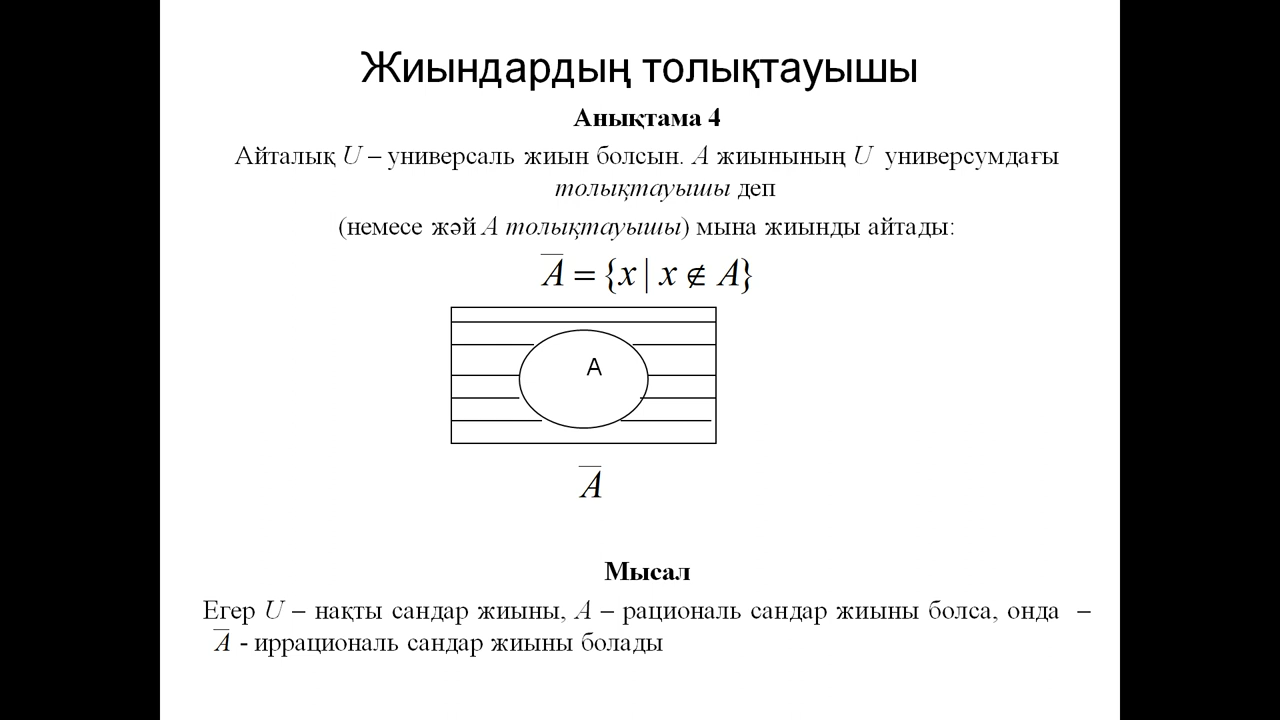 Жиындардың толықтауышы
Анықтама 4
Айталық U – универсаль жиын болсын. A жиынының U универсумдағы
толықтауышы деп
(немесе жәй A толықтауышы) мына жиынды айтады:
A̅ = {x | x ∉ A}
A
A̅
Мысал
Егер U – нақты сандар жиыны, A – рациональ сандар жиыны болса, онда –
A̅ - иррациональ сандар жиыны болады